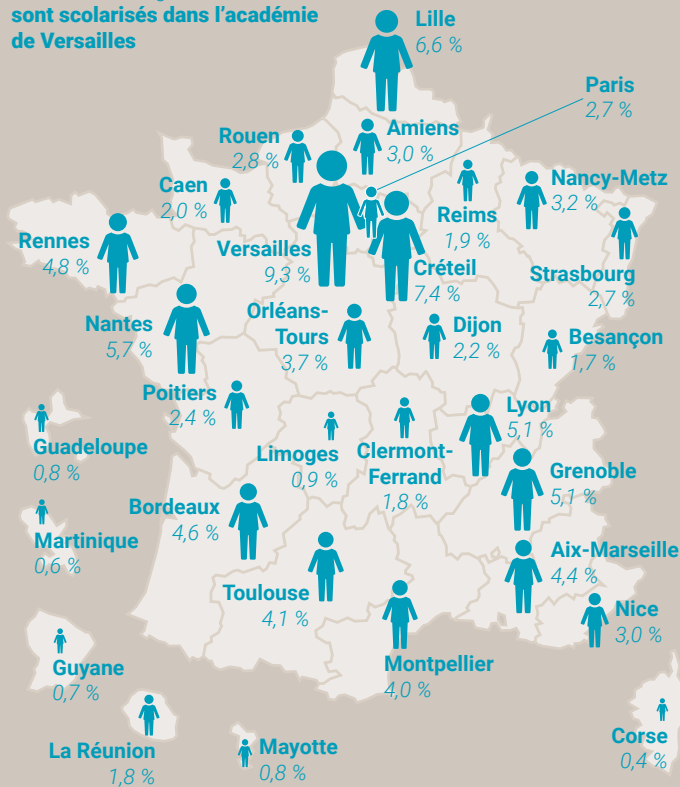 sont scolarisés dans l'académie
de Versailles
Lille
6,6 %
Paris
2,7 %
Rouen
2,8 %
Amiens
3,0 %
Caen
2,0 %
Reims
1,9 %
Nancy-Metz
3,2 %
Rennes
4,8 %
Versailles
9,3 %
Créteil
7,4 %
Strasbourg
2,7 %
Nantes
5,7 %
Orléans-
Tours
3,7 %
Dijon
2,2 %
Besançon
1,7 %
Poitiers
2,4 %
Limoges
0,9 %
Clermont-
Ferrand
1,8 %
Lyon
5,1 %
Grenoble
5,1 %
Guadeloupe
0,8 %
Martinique
0,6 %
Bordeaux
4,6 %
Toulouse
4,1 %
Aix-Marseille
4,4 %
Nice
3,0 %
Montpellier
4,0 %
Guyane
0,7 %
La Réunion
1,8 %
Mayotte
0,8 %
Corse
0,4 %